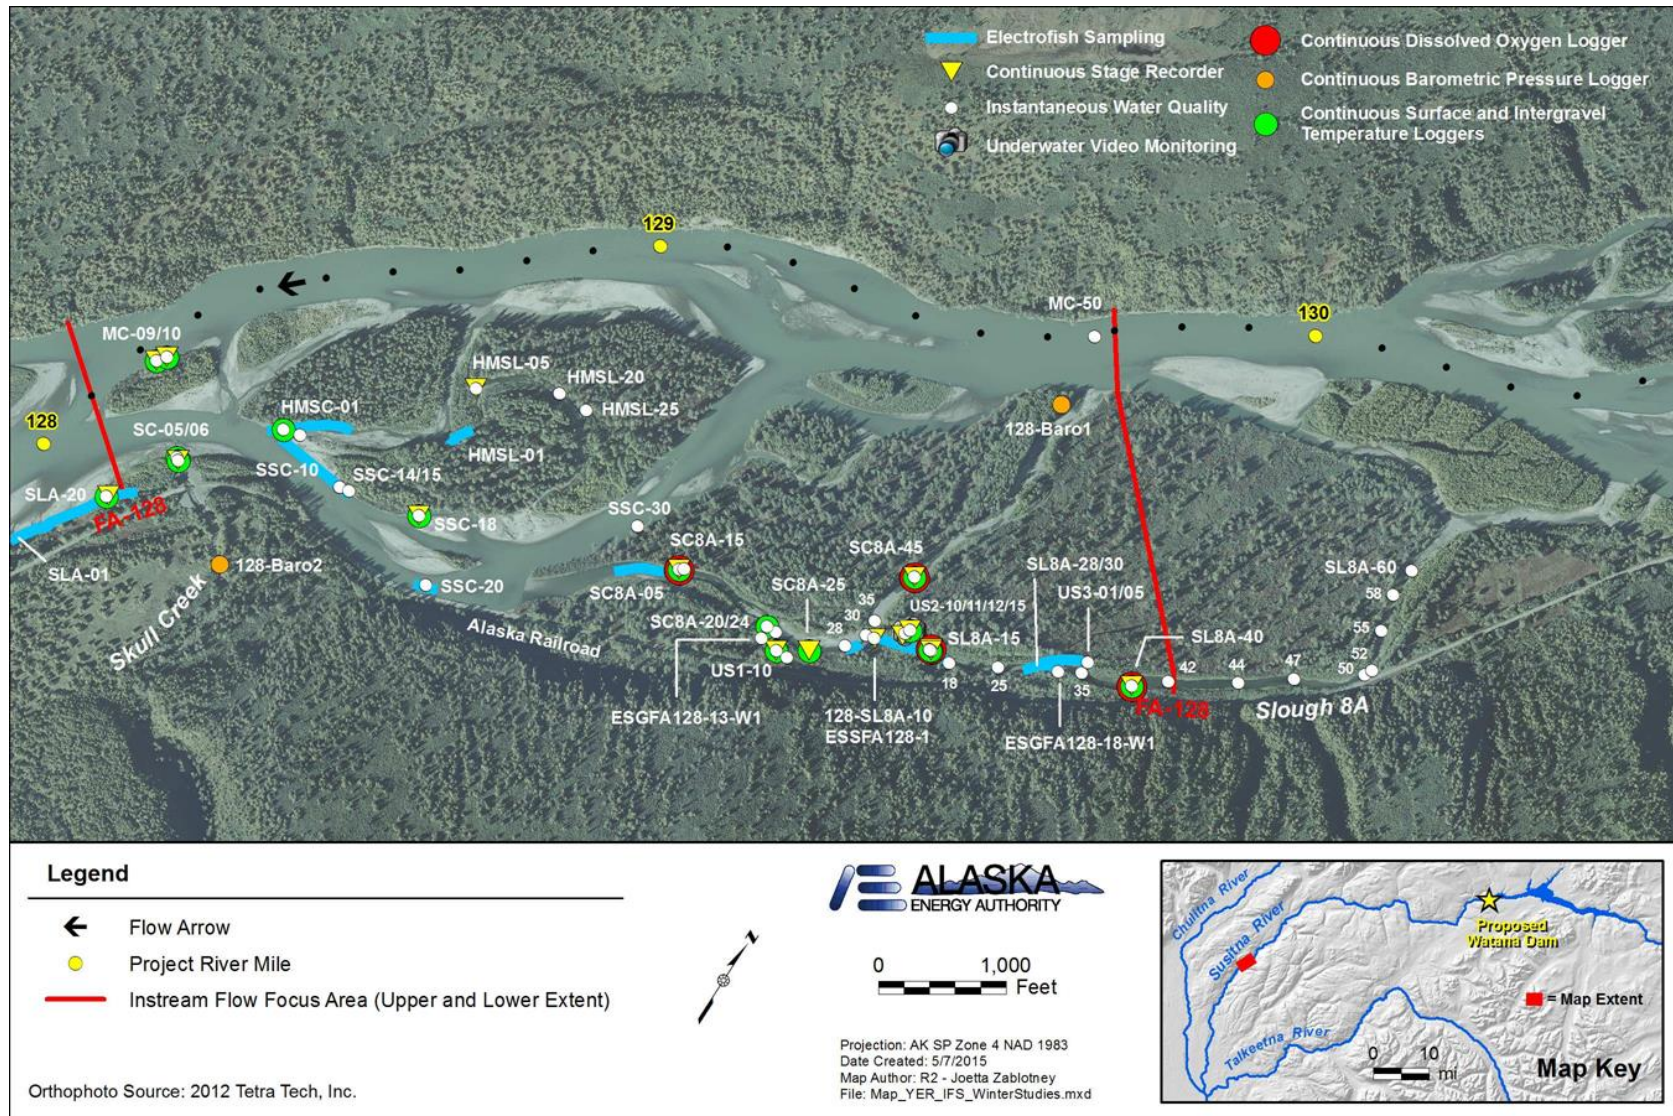 Electrofish Sampling
Continuous Stage Recorder
Instantaneous Water Quality
Underwater Video Monitoring
Continuous Dissolved Oxygen Logger
Continuous Barometric Pressure Logger
Continuous Surface and Intergravel
Temperature Loggers
129
MC-50
130
MC-09/10
HMSL-05
HMSL-20
HMSL-25
HMSC-01
128
SC-05/06
128-Baro1
HMSL-01
SSC-10
SSC-14/15
SLA-20
FA-128
SSC-18
SSC-30
SC8A-15
SC8A-45
SLA-01
128-Baro2
SSC-20
SC8A-05
SC8A-25
SL8A-28/30
US3-01/05
SL8A-60
58
35
US2-10/11/12/15
30
28
SC8A-20/24
Skull Creek
Alaska Railroad
SL8A-15
SL8A-40
55
52
50
US1-10
18
25
35
42
44
47
FA-128
Slough 8A
ESGFA128-13-W1
128-SL8A-10
ESSFA128-1
ESGFA128-18-W1
Legend
Flow Arrow
Project River Mile
Instream Flow Focus Area (Upper and Lower Extent)
Orthophoto Source: 2012 Tetra Tech, Inc.
N
ALASKA
ENERGY AUTHORITY
0 1,000
Feet
Projection: AK SP Zone 4 NAD 1983
Date Created: 5/7/2015
Map Author: R2 - Joetta Zablotney
File: Map_YER_IFS_WinterStudies.mxd
Chulitna River
Susitna River
Proposed
Watana Dam
= Map Extent
Talkeetna River
0 10
mi
Map Key